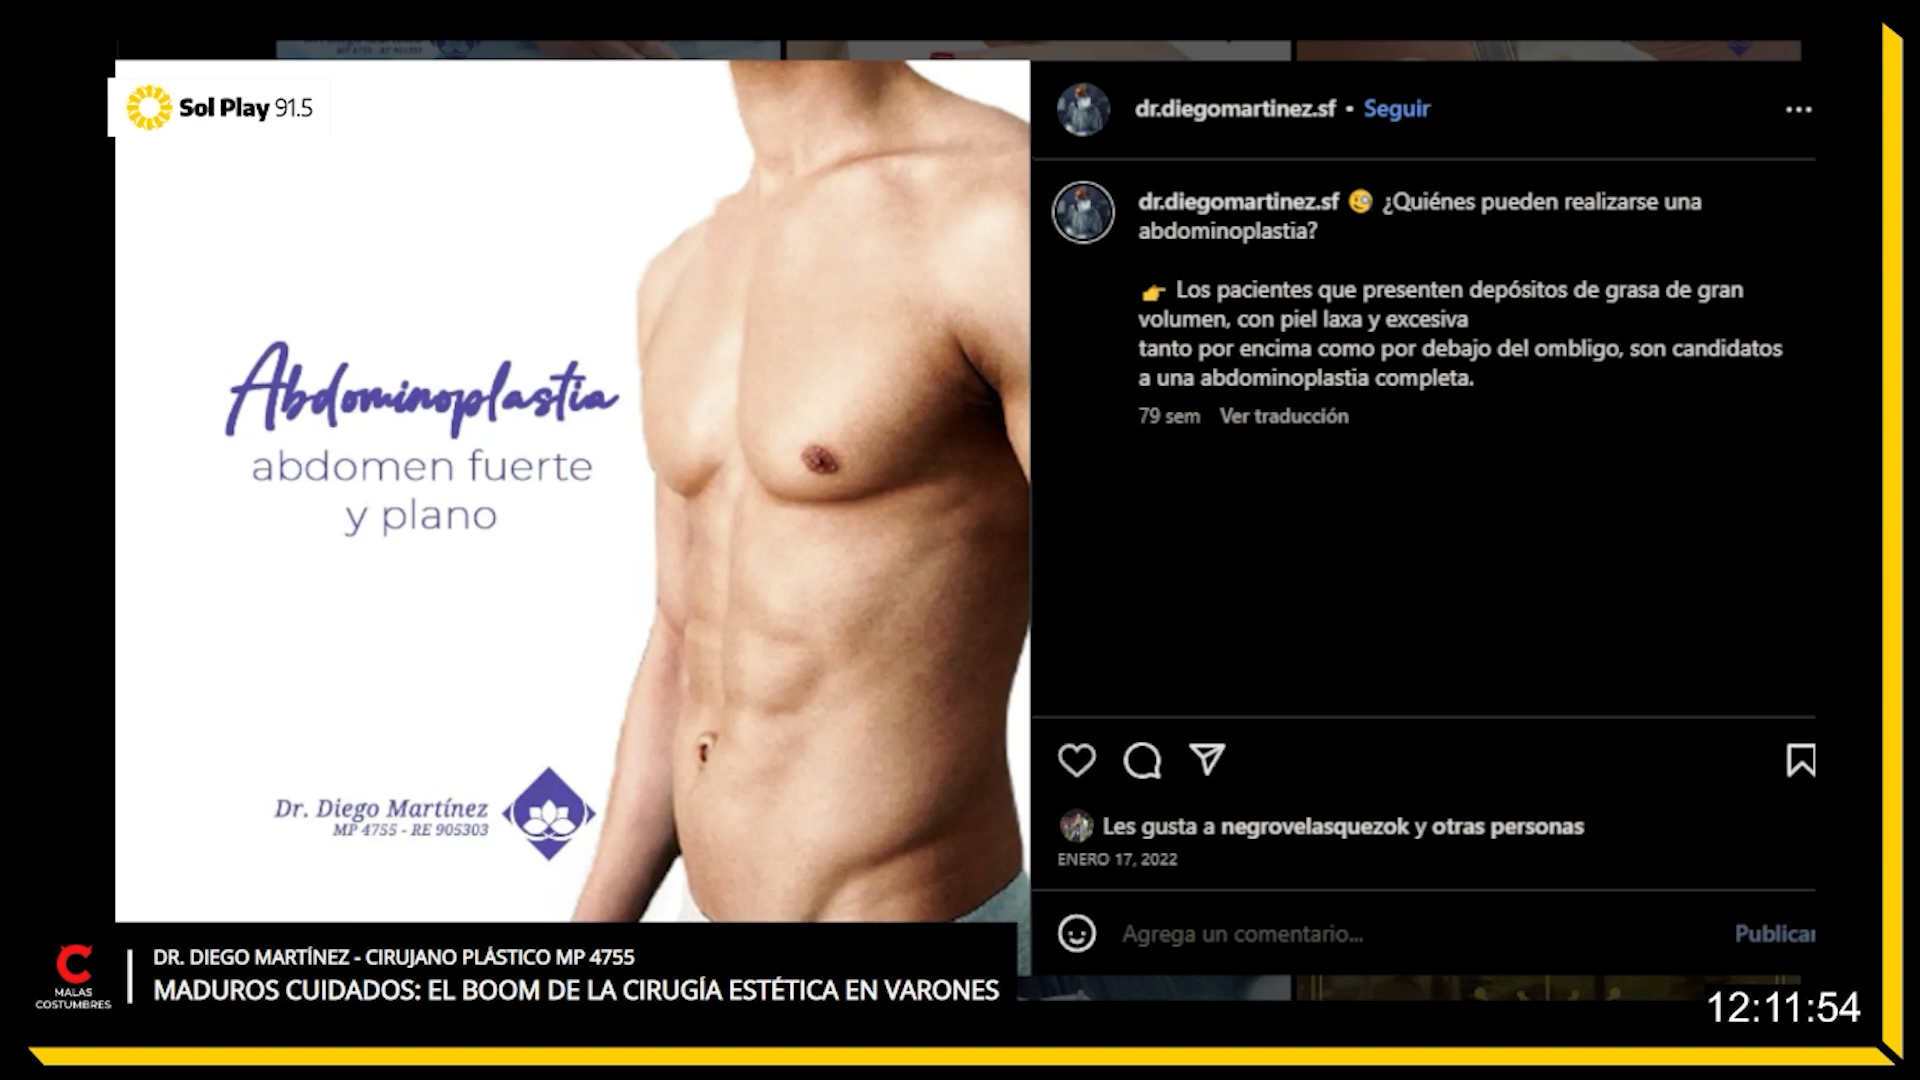 Sol Play 91.5
Abdominoplastia
abdomen fuerte
y plano
Dr. Diego Martínez
MP 4755 - RE 905303
dr.diegomartinez.sf • Seguir
dr.diegomartinez.sf 🧐 ¿Quiénes pueden realizarse una
abdominoplastia?
👉 Los pacientes que presenten depósitos de grasa de gran
volumen, con piel laxa y excesiva
tanto por encima como por debajo del ombligo, son candidatos
a una abdominoplastia completa.
79 sem Ver traducción
Les gusta a negrovelasquezok y otras personas
ENERO 17, 2022
Agrega un comentario...
Publicar
MALAS
COSTUMBRES
DR. DIEGO MARTÍNEZ - CIRUJANO PLÁSTICO MP 4755
MADUROS CUIDADOS: EL BOOM DE LA CIRUGÍA ESTÉTICA EN VARONES
12:11:54